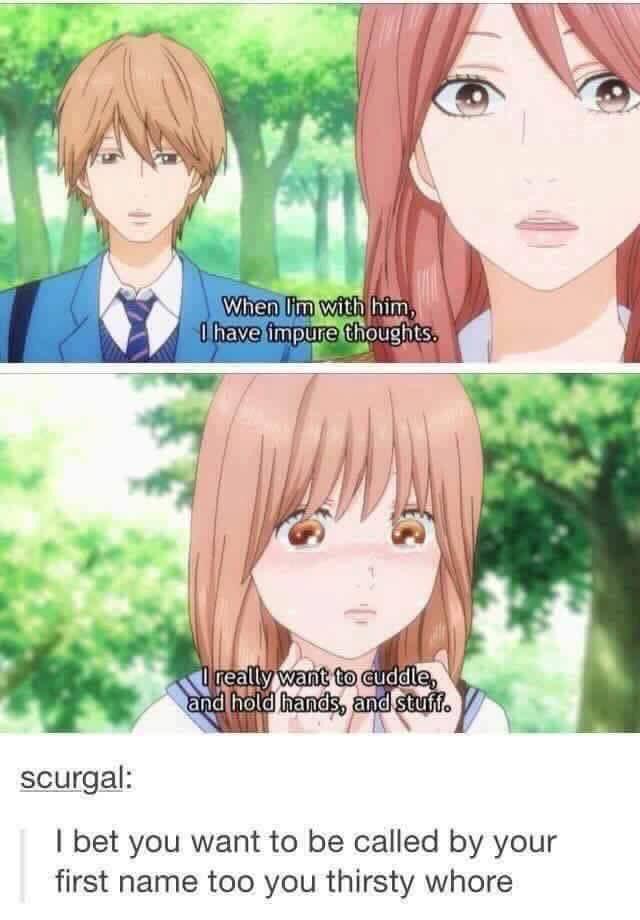 When I'm with him,
I have impure thoughts.
I really want to cuddle,
and hold hands, and stuff.
scurgal:
I bet you want to be called by your
first name too you thirsty whore